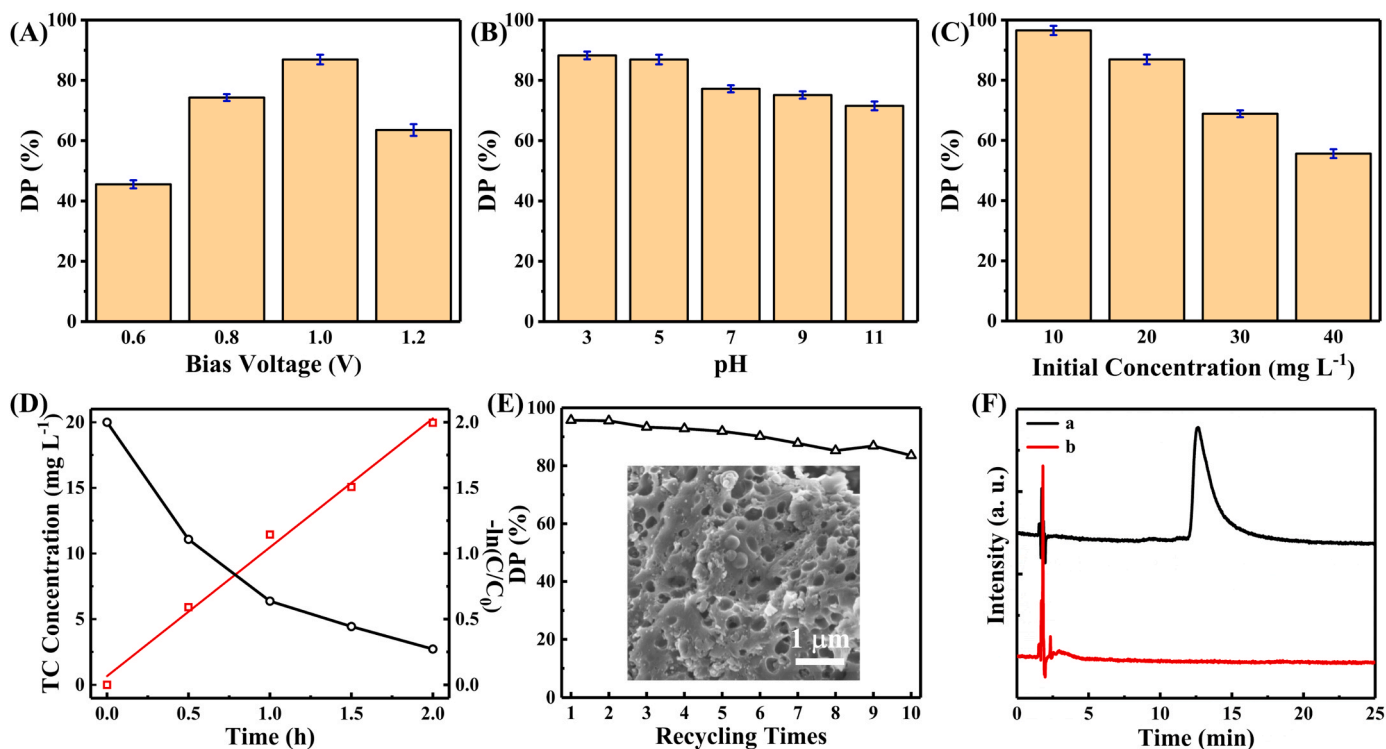 (A)
100
80
60
40
20
0
DP (%)
0.6 0.8 1.0 1.2
Bias Voltage (V)
(B)
100
80
60
40
20
0
DP (%)
3 5 7 9 11
pH
(C)
100
80
60
40
20
0
DP (%)
10 20 30 40
Initial Concentration (mg L⁻¹)
(D)
20
15
10
5
0
TC Concentration (mg L⁻¹)
2.0
1.5
1.0
0.5
0.0
-ln(C/C₀)
0.0 0.5 1.0 1.5 2.0
Time (h)
(E)
100
80
60
40
20
0
DP (%)
1 μm
1 2 3 4 5 6 7 8 9 10
Recycling Times
(F)
a
b
Intensity (a. u.)
0 5 10 15 20 25
Time (min)